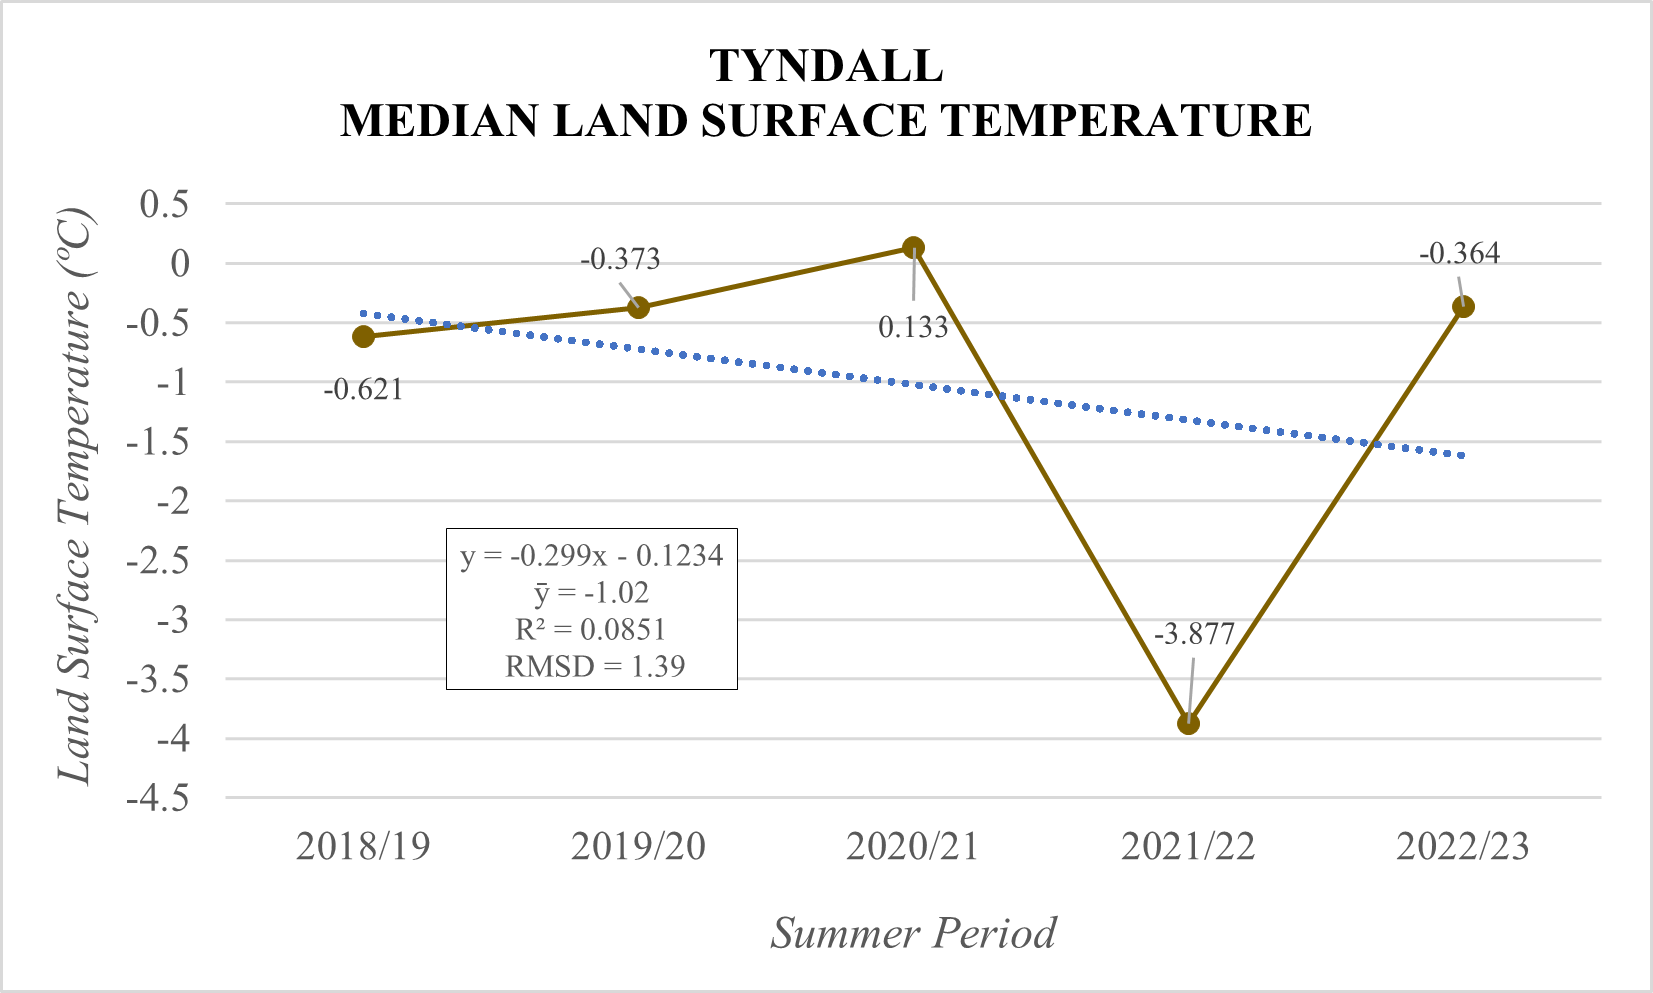 TYNDALL
MEDIAN LAND SURFACE TEMPERATURE
Land Surface Temperature (ºC)
0.5
0
-0.5
-1
-1.5
-2
-2.5
-3
-3.5
-4
-4.5
-0.621
-0.373
0.133
-3.877
-0.364
y = -0.299x - 0.1234
ȳ = -1.02
R² = 0.0851
RMSD = 1.39
2018/19
2019/20
2020/21
2021/22
2022/23
Summer Period